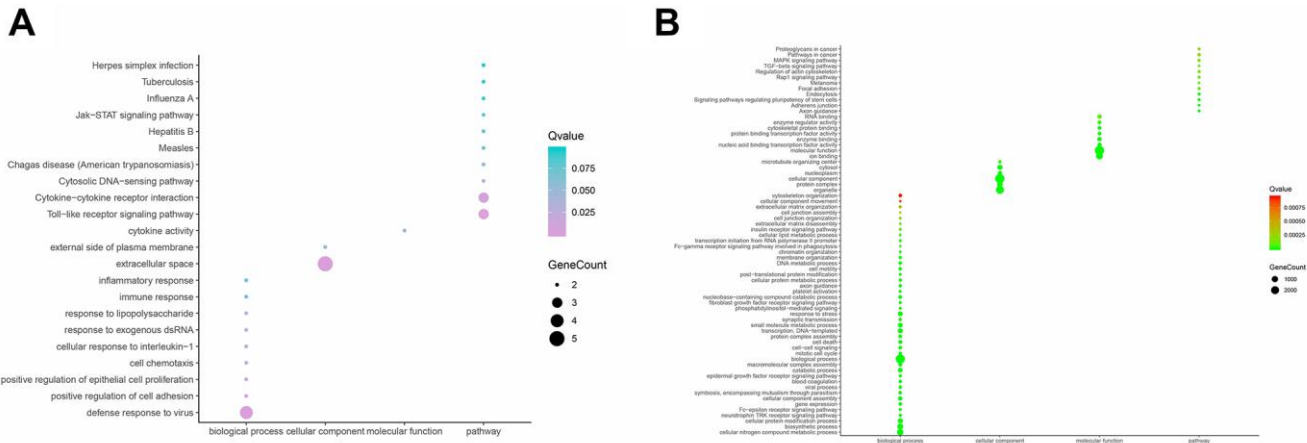 A
Herpes simplex infection
Tuberculosis
Influenza A
Jak−STAT signaling pathway
Hepatitis B
Measles
Chagas disease (American trypanosomiasis)
Cytosolic DNA−sensing pathway
Cytokine−cytokine receptor interaction
Toll−like receptor signaling pathway
cytokine activity
external side of plasma membrane
extracellular space
inflammatory response
immune response
response to lipopolysaccharide
response to exogenous dsRNA
cellular response to interleukin−1
cell chemotaxis
positive regulation of epithelial cell proliferation
positive regulation of cell adhesion
defense response to virus
biological process cellular component molecular function pathway
Qvalue
0.075
0.050
0.025
GeneCount
2
3
4
5
B
Proteoglycans in cancer
Pathways in cancer
MAPK signaling pathway
TGF−beta signaling pathway
Regulation of actin cytoskeleton
Rap1 signaling pathway
Melanoma
Focal adhesion
Endocytosis
Signaling pathways regulating pluripotency of stem cells
Adherens junction
Axon guidance
RNA binding
enzyme regulator activity
cytoskeletal protein binding
protein binding transcription factor activity
enzyme binding
nucleic acid binding transcription factor activity
molecular function
ion binding
microtubule organizing center
cytosol
nucleoplasm
cellular component
protein complex
organelle
cytoskeleton organization
cellular component movement
extracellular matrix organization
cell junction assembly
cell junction organization
extracellular matrix disassembly
insulin receptor signaling pathway
cellular lipid metabolic process
transcription initiation from RNA polymerase II promoter
Fc−gamma receptor signaling pathway involved in phagocytosis
chromatin organization
membrane organization
DNA metabolic process
cell motility
post−translational protein modification
cellular protein metabolic process
axon guidance
platelet activation
nucleobase−containing compound catabolic process
fibroblast growth factor receptor signaling pathway
phosphatidylinositol−mediated signaling
response to stress
synaptic transmission
small molecule metabolic process
transcription, DNA−templated
protein complex assembly
cell death
cell−cell signaling
mitotic cell cycle
biological process
macromolecular complex assembly
catabolic process
epidermal growth factor receptor signaling pathway
blood coagulation
viral process
symbiosis, encompassing mutualism through parasitism
cellular component assembly
gene expression
Fc−epsilon receptor signaling pathway
neurotrophin TRK receptor signaling pathway
cellular protein modification process
biosynthetic process
cellular nitrogen compound metabolic process
biological process cellular component molecular function pathway
Qvalue
0.00075
0.00050
0.00025
GeneCount
1000
2000